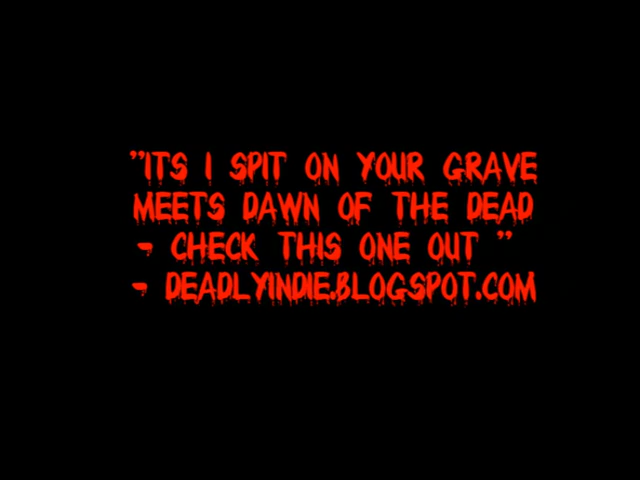 "ITS I SPIT ON YOUR GRAVE
MEETS DAWN OF THE DEAD
- CHECK THIS ONE OUT "
- DEADLYINDIE.BLOGSPOT.COM